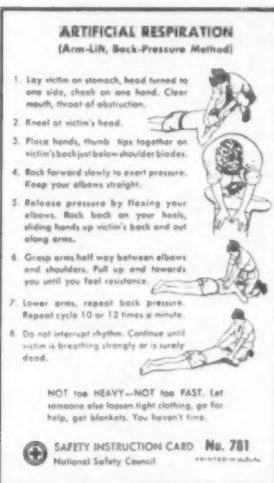 ARTIFICIAL RESPIRATION
(Arm-Lift, Back-Pressure Method)
1. Lay victim on stomach, head turned to
one side, cheek on one hand. Clear
mouth, throat of obstruction.
2. Kneel at victim's head.
3. Place hands, thumb tips together on
victim's back just below shoulder blades.
4. Rock forward slowly to exert pressure.
Keep your elbows straight.
5. Release pressure by flexing your
elbows. Rock back on your heels,
sliding hands up victim's back and out
along arms.
6. Grasp arms half way between elbows
and shoulders. Pull up and towards
you until you feel resistance.
7. Lower arms, repeat back pressure.
Repeat cycle 10 or 12 times a minute.
8. Do not interrupt rhythm. Continue until
victim is breathing strongly or is surely
dead.
NOT too HEAVY—NOT too FAST. Let
someone else loosen tight clothing, go for
help, get blankets. You haven't time.
SAFETY INSTRUCTION CARD No. 781
National Safety Council
PRINTED IN U.S.A.